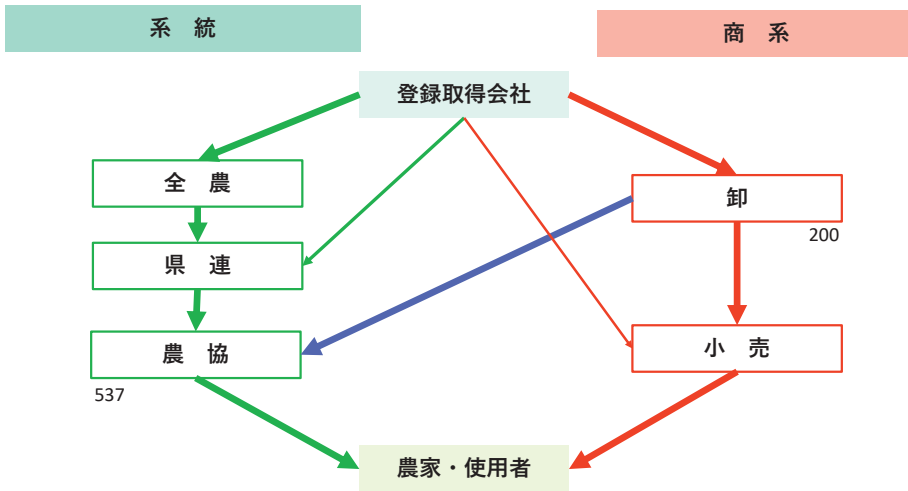 系 統
商 系
登録取得会社
全 農
卸
200
県 連
農 協
小 売
537
農家・使用者